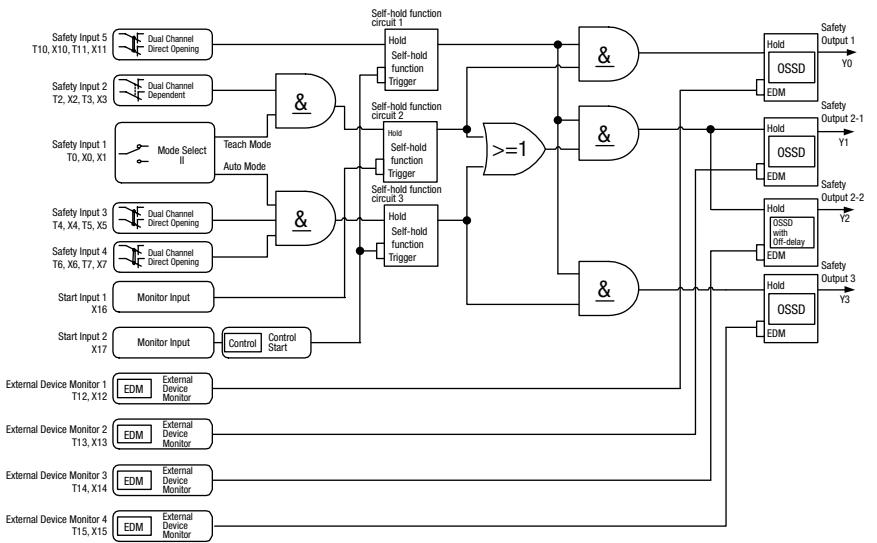 Safety Input 5
T10, X10, T11, X11
Dual Channel
Direct Opening
Safety Input 2
T2, X2, T3, X3
Dual Channel
Dependent
Safety Input 1
T0, X0, X1
Mode Select
II
Teach Mode
Auto Mode
Safety Input 3
T4, X4, T5, X5
Dual Channel
Direct Opening
Safety Input 4
T6, X6, T7, X7
Dual Channel
Direct Opening
Start Input 1
X16
Monitor Input
Start Input 2
X17
Monitor Input
Control
Control
Start
External Device Monitor 1
T12, X12
EDM
External
Device
Monitor
External Device Monitor 2
T13, X13
EDM
External
Device
Monitor
External Device Monitor 3
T14, X14
EDM
External
Device
Monitor
External Device Monitor 4
T15, X15
EDM
External
Device
Monitor
&
&
Self-hold function
circuit 1
Hold
Self-hold
function
Trigger
Self-hold function
circuit 2
Hold
Self-hold
function
Trigger
Self-hold function
circuit 3
Hold
Self-hold
function
Trigger
>=1
&
&
&
Safety
Output 1
Y0
Hold
OSSD
EDM
Safety
Output 2-1
Y1
Hold
OSSD
EDM
Safety
Output 2-2
Y2
Hold
OSSD
with
Off-delay
EDM
Safety
Output 3
Y3
Hold
OSSD
EDM